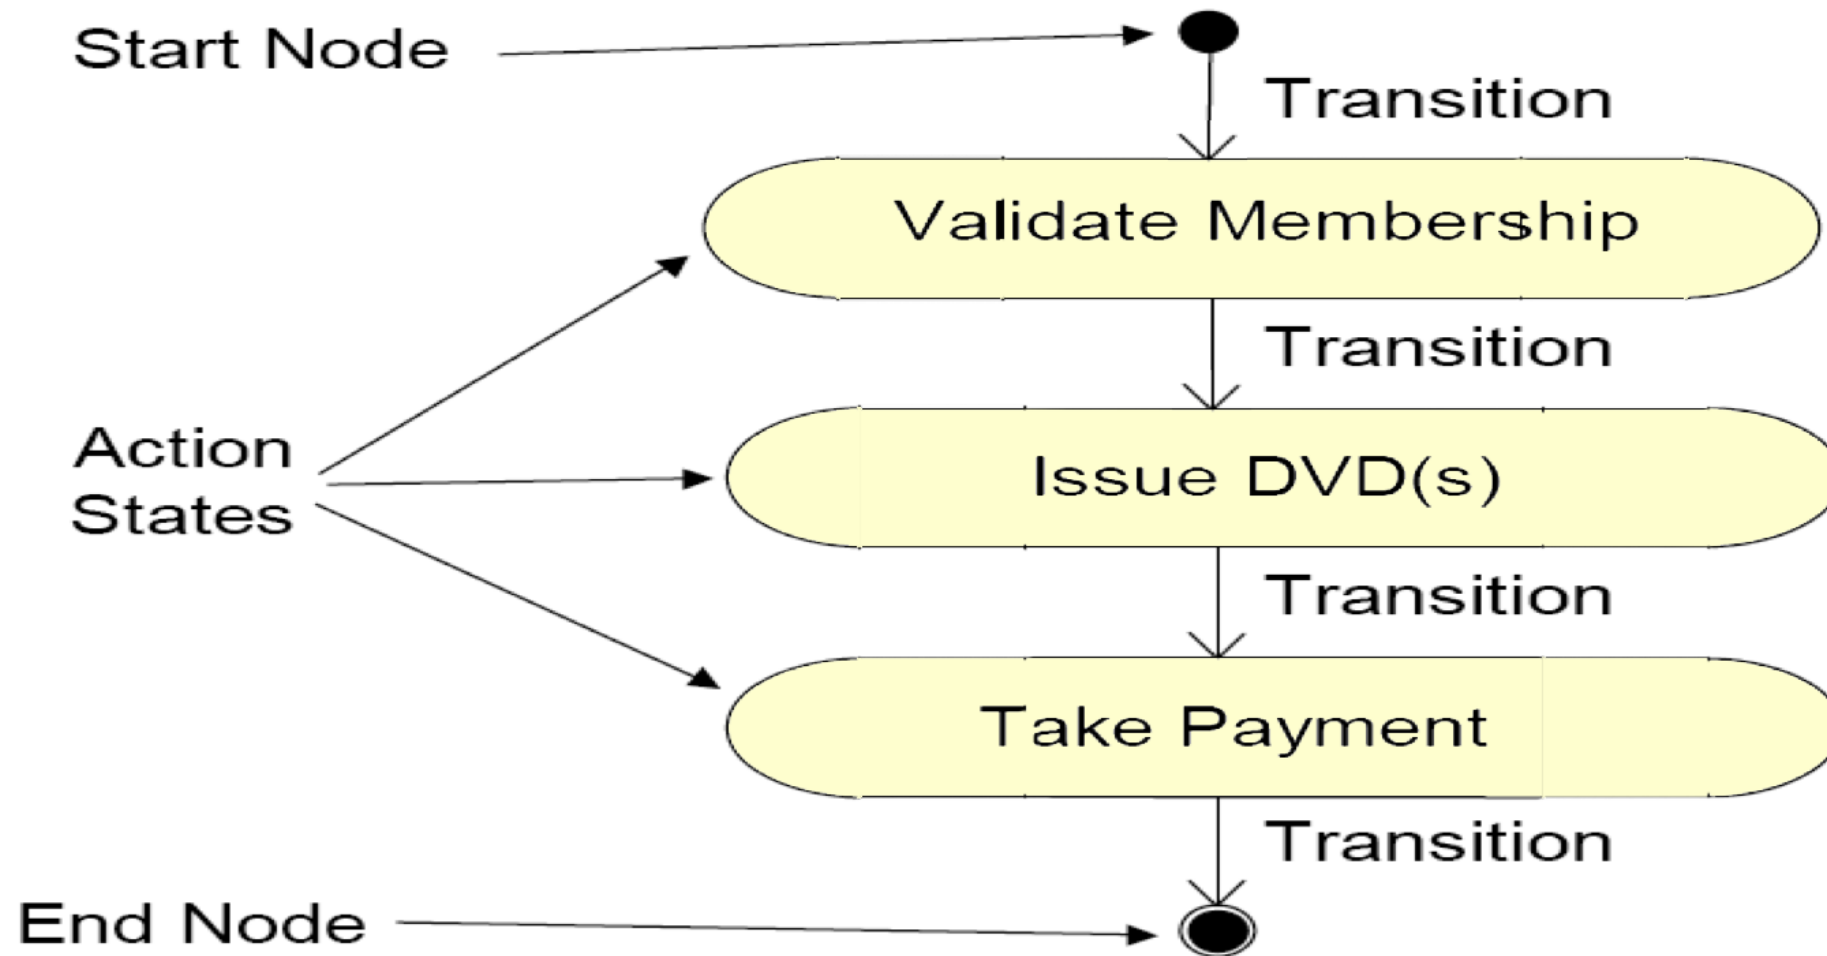 Start Node
Transition
Validate Membership
Transition
Action
States
Issue DVD(s)
Transition
Take Payment
Transition
End Node